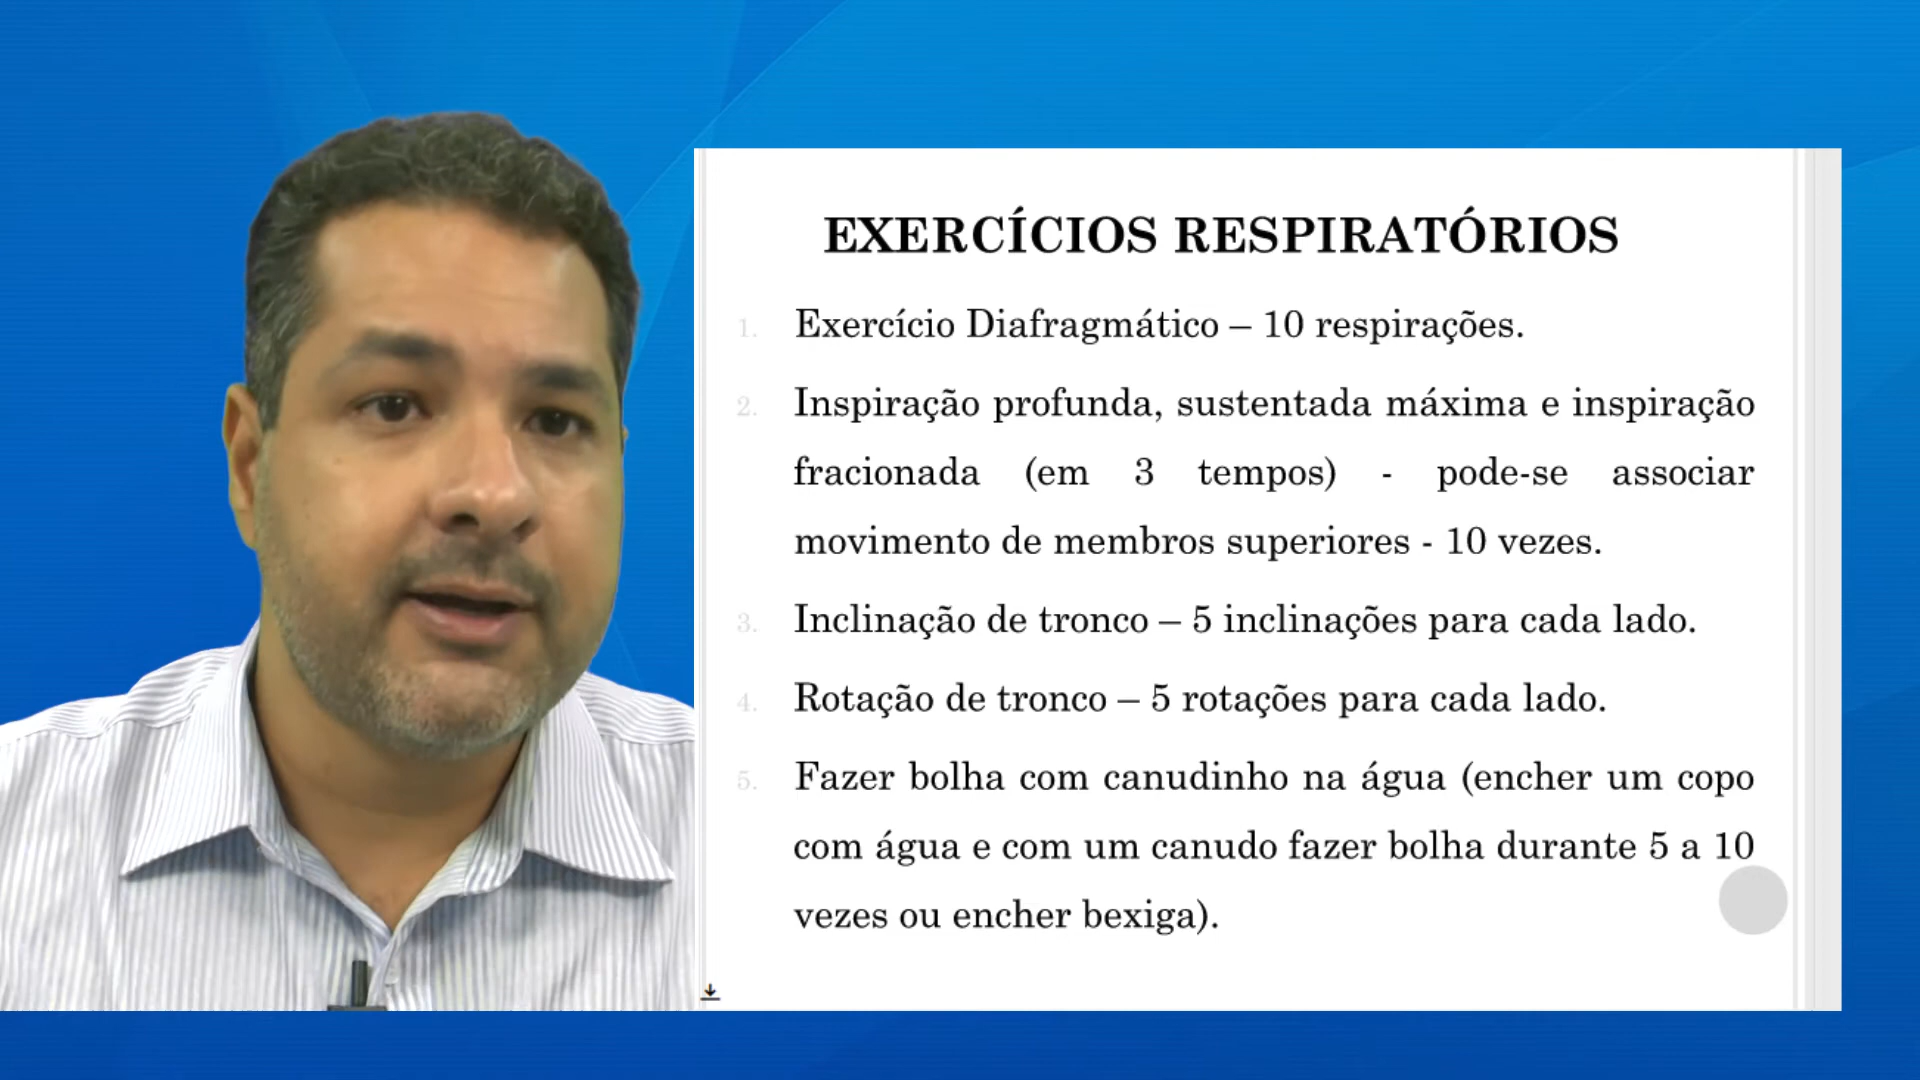 EXERCÍCIOS RESPIRATÓRIOS
1. Exercício Diafragmático – 10 respirações.
2. Inspiração profunda, sustentada máxima e inspiração
fracionada (em 3 tempos) - pode-se associar
movimento de membros superiores - 10 vezes.
3. Inclinação de tronco – 5 inclinações para cada lado.
4. Rotação de tronco – 5 rotações para cada lado.
5. Fazer bolha com canudinho na água (encher um copo
com água e com um canudo fazer bolha durante 5 a 10
vezes ou encher bexiga).